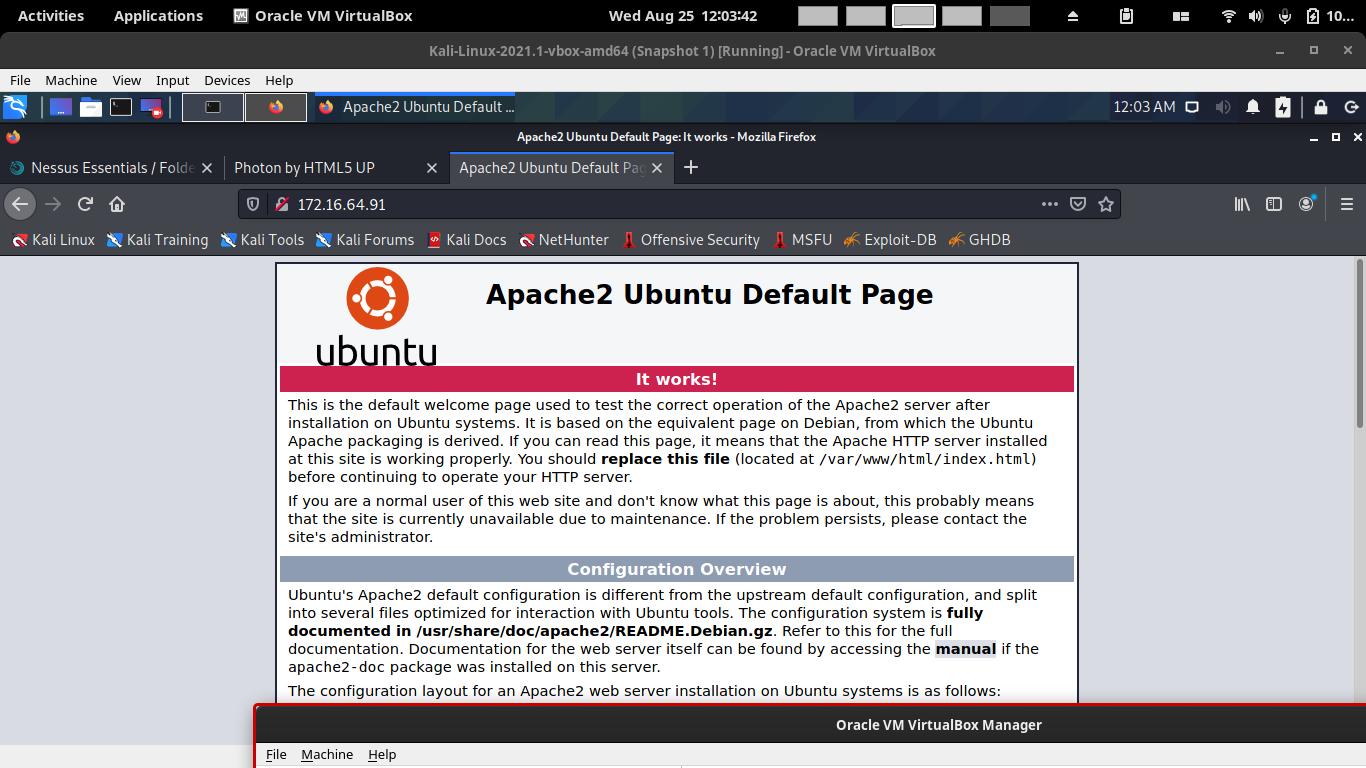 Activities Applications Oracle VM VirtualBox Wed Aug 25 12:03:42 10...
Kali-Linux-2021.1-vbox-amd64 (Snapshot 1) [Running] - Oracle VM VirtualBox
File Machine View Input Devices Help
Apache2 Ubuntu Default ... 12:03 AM
Apache2 Ubuntu Default Page: It works - Mozilla Firefox
Nessus Essentials / Folde Photon by HTML5 UP Apache2 Ubuntu Default Pag
172.16.64.91
Kali Linux Kali Training Kali Tools Kali Forums Kali Docs NetHunter Offensive Security MSFU Exploit-DB GHDB
Apache2 Ubuntu Default Page
ubuntu
It works!
This is the default welcome page used to test the correct operation of the Apache2 server after
installation on Ubuntu systems. It is based on the equivalent page on Debian, from which the Ubuntu
Apache packaging is derived. If you can read this page, it means that the Apache HTTP server installed
at this site is working properly. You should replace this file (located at /var/www/html/index.html)
before continuing to operate your HTTP server.
If you are a normal user of this web site and don't know what this page is about, this probably means
that the site is currently unavailable due to maintenance. If the problem persists, please contact the
site's administrator.
Configuration Overview
Ubuntu's Apache2 default configuration is different from the upstream default configuration, and split
into several files optimized for interaction with Ubuntu tools. The configuration system is fully
documented in /usr/share/doc/apache2/README.Debian.gz. Refer to this for the full
documentation. Documentation for the web server itself can be found by accessing the manual if the
apache2-doc package was installed on this server.
The configuration layout for an Apache2 web server installation on Ubuntu systems is as follows:
Oracle VM VirtualBox Manager
File Machine Help